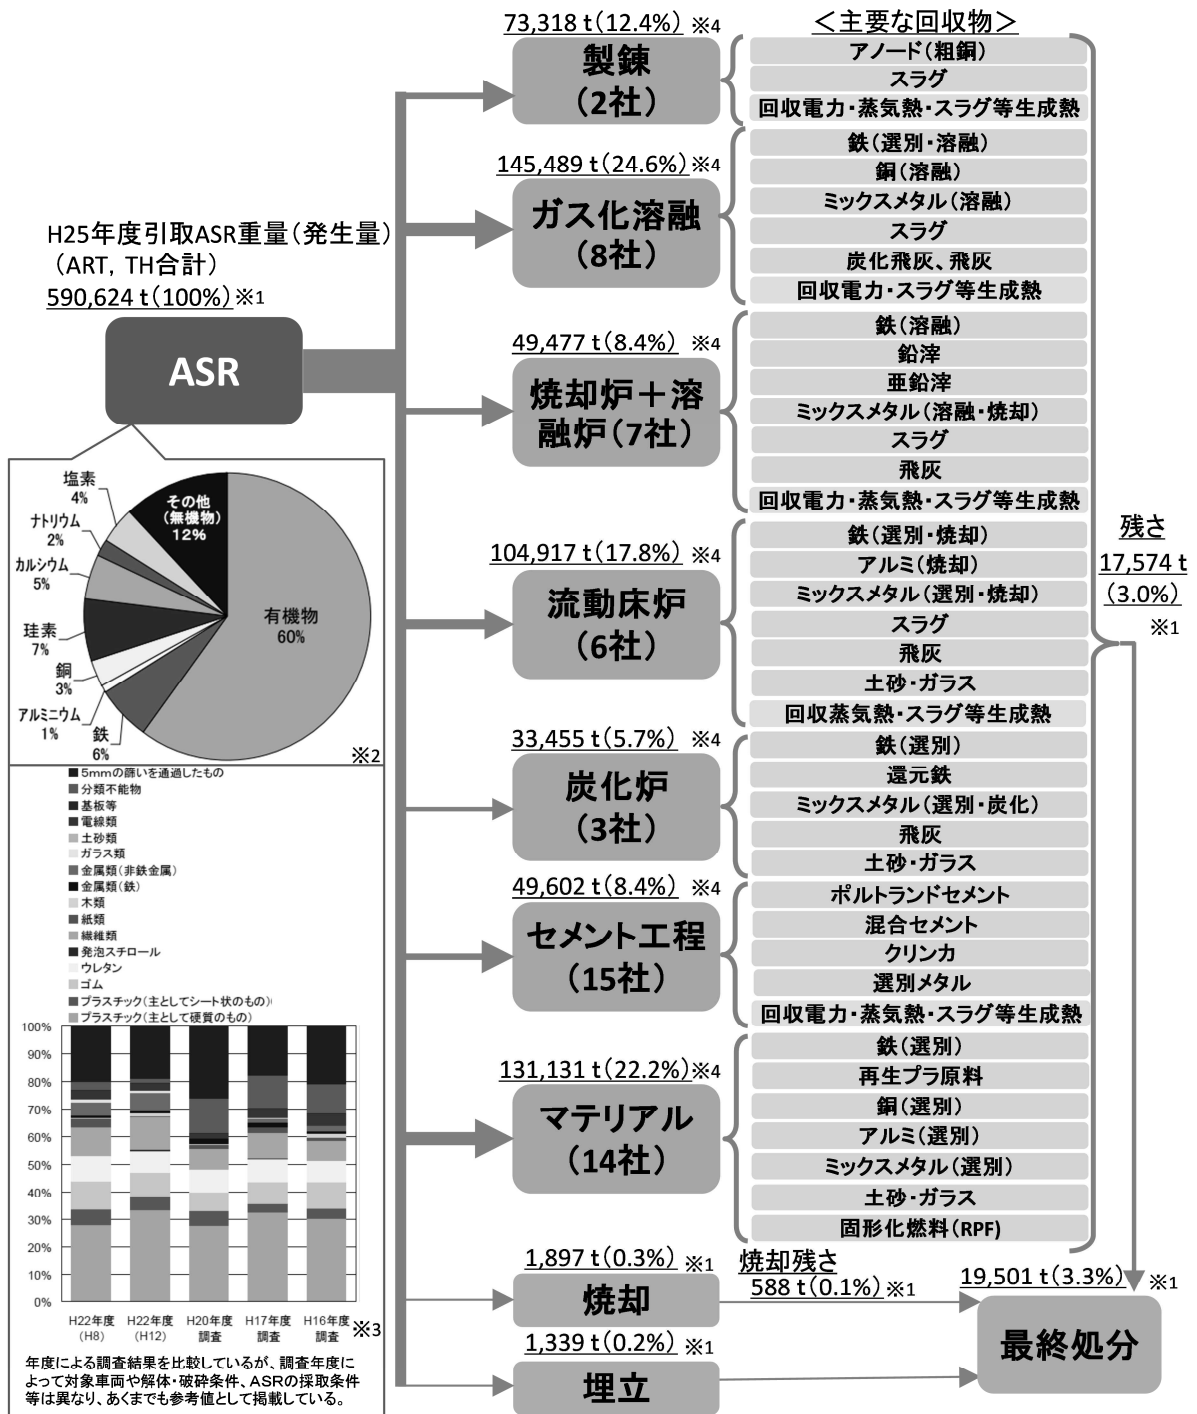 H25年度引取ASR重量(発生量)
(ART, TH合計)
590,624 t(100%)※1
ASR
塩素
4%
その他
(無機物)
12%
ナトリウム
2%
カルシウム
5%
有機物
60%
珪素
7%
銅
3%
アルミニウム
1%
鉄
6%
※2
5mmの篩いを通過したもの
分類不能物
基板等
電線類
土砂類
ガラス類
金属類(非鉄金属)
金属類(鉄)
木類
紙類
繊維類
発泡スチロール
ウレタン
ゴム
プラスチック(主としてシート状のもの)
プラスチック(主として硬質のもの)
100%
90%
80%
70%
60%
50%
40%
30%
20%
10%
0%
H22年度
(H8)
H22年度
(H12)
H20年度
調査
H17年度
調査
H16年度
調査
※3
年度による調査結果を比較しているが、調査年度に
よって対象車両や解体・破砕条件、ASRの採取条件
等は異なり、あくまでも参考値として掲載している。
73,318 t(12.4%) ※4
製錬
(2社)
<主要な回収物>
アノード(粗銅)
スラグ
回収電力・蒸気熱・スラグ等生成熱
145,489 t(24.6%)※4
ガス化溶融
(8社)
鉄(選別・溶融)
銅(溶融)
ミックスメタル(溶融)
スラグ
炭化飛灰、飛灰
回収電力・スラグ等生成熱
49,477 t(8.4%) ※4
焼却炉+溶
融炉(7社)
鉄(溶融)
鉛滓
亜鉛滓
ミックスメタル(溶融・焼却)
スラグ
飛灰
回収電力・蒸気熱・スラグ等生成熱
104,917 t(17.8%)※4
流動床炉
(6社)
鉄(選別・焼却)
アルミ(焼却)
ミックスメタル(選別・焼却)
スラグ
飛灰
土砂・ガラス
回収蒸気熱・スラグ等生成熱
33,455 t(5.7%) ※4
炭化炉
(3社)
鉄(選別)
還元鉄
ミックスメタル(選別・炭化)
飛灰
土砂・ガラス
49,602 t(8.4%) ※4
セメント工程
(15社)
ポルトランドセメント
混合セメント
クリンカ
選別メタル
回収電力・蒸気熱・スラグ等生成熱
131,131 t(22.2%)※4
マテリアル
(14社)
鉄(選別)
再生プラ原料
銅(選別)
アルミ(選別)
ミックスメタル(選別)
土砂・ガラス
固形化燃料(RPF)
残さ
17,574 t
(3.0%)
※1
1,897 t(0.3%) ※1
焼却
焼却残さ
588 t(0.1%) ※1
1,339 t(0.2%) ※1
埋立
19,501 t(3.3%) ※1
最終処分